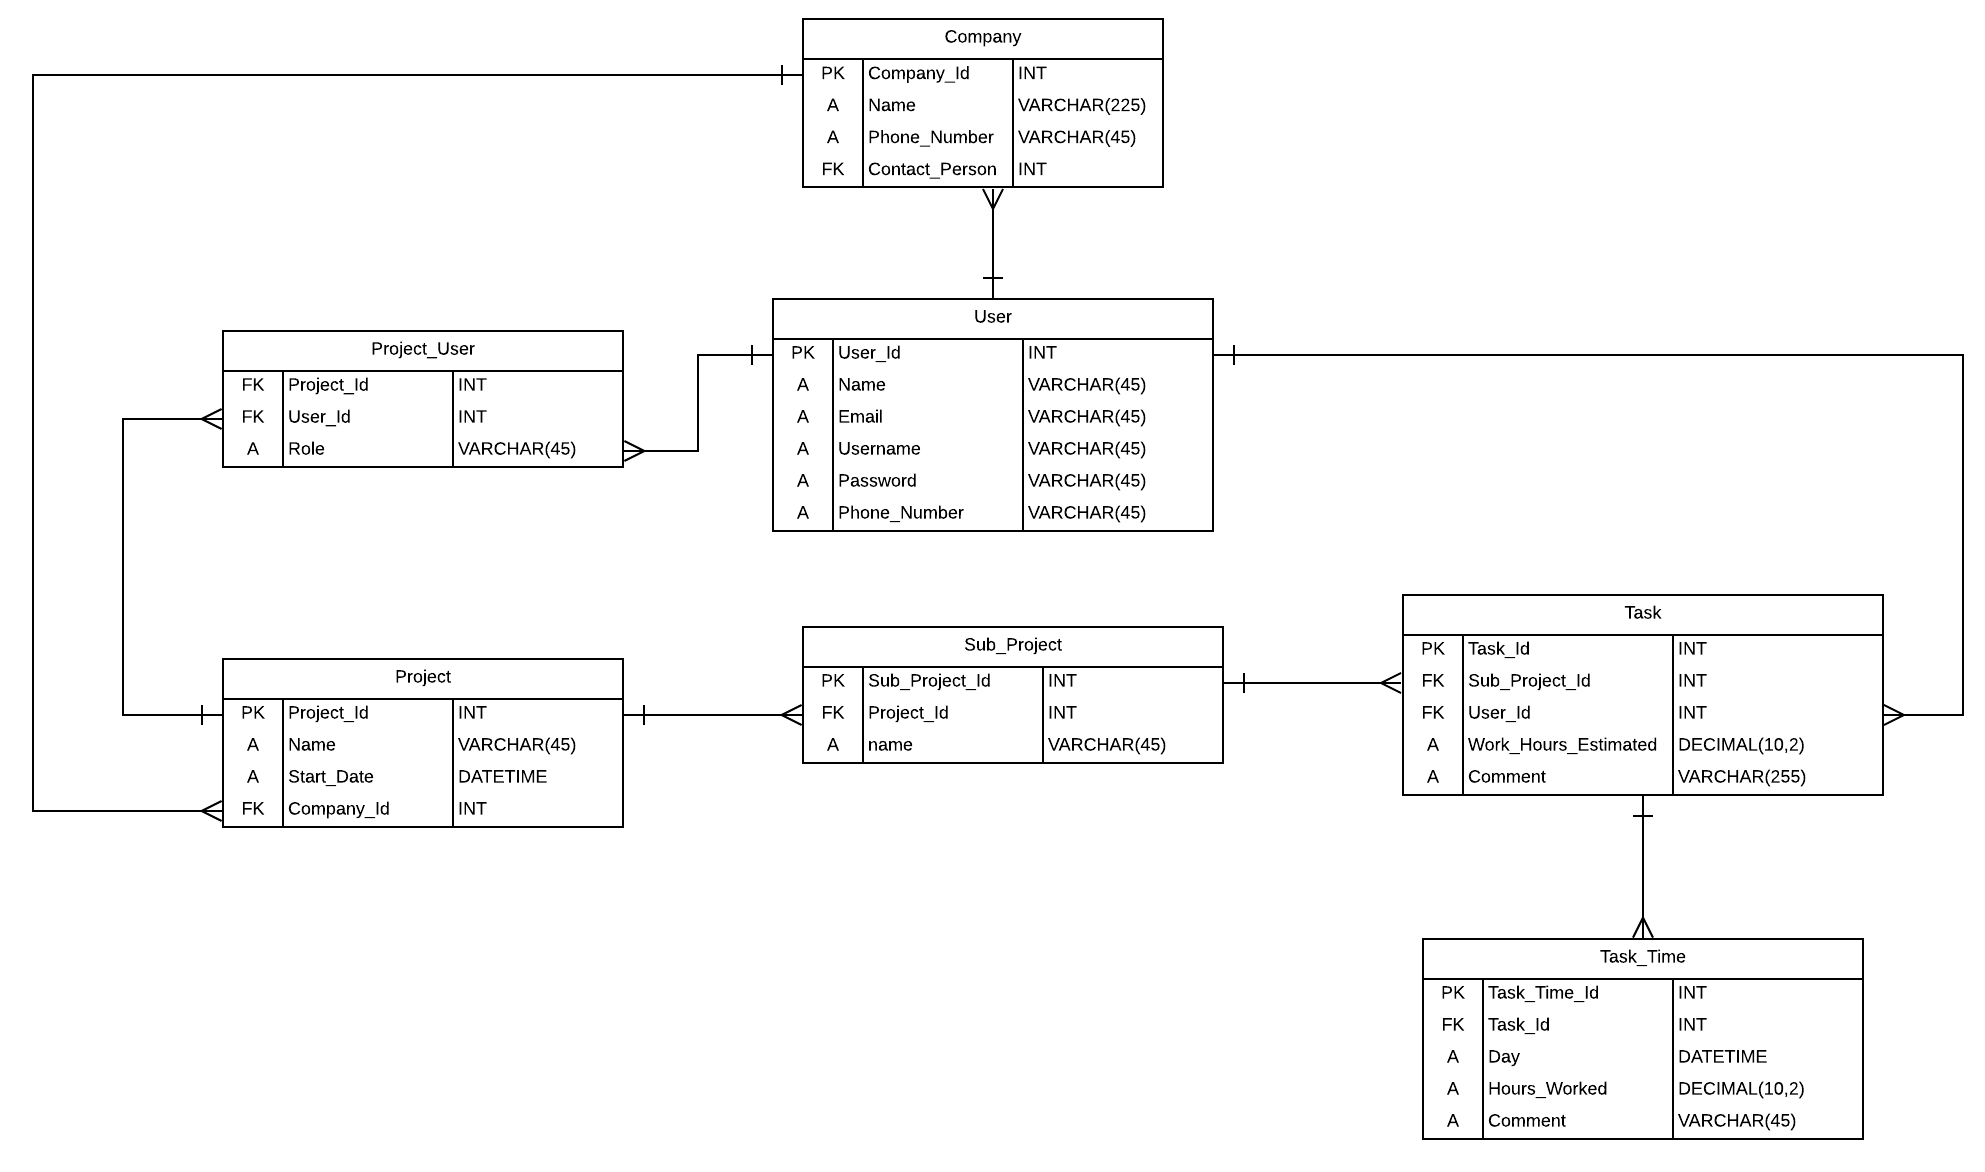 Company
PK Company_Id INT
A Name VARCHAR(225)
A Phone_Number VARCHAR(45)
FK Contact_Person INT
User
PK User_Id INT
A Name VARCHAR(45)
A Email VARCHAR(45)
A Username VARCHAR(45)
A Password VARCHAR(45)
A Phone_Number VARCHAR(45)
Project_User
FK Project_Id INT
FK User_Id INT
A Role VARCHAR(45)
Project
PK Project_Id INT
A Name VARCHAR(45)
A Start_Date DATETIME
FK Company_Id INT
Sub_Project
PK Sub_Project_Id INT
FK Project_Id INT
A name VARCHAR(45)
Task
PK Task_Id INT
FK Sub_Project_Id INT
FK User_Id INT
A Work_Hours_Estimated DECIMAL(10,2)
A Comment VARCHAR(255)
Task_Time
PK Task_Time_Id INT
FK Task_Id INT
A Day DATETIME
A Hours_Worked DECIMAL(10,2)
A Comment VARCHAR(45)